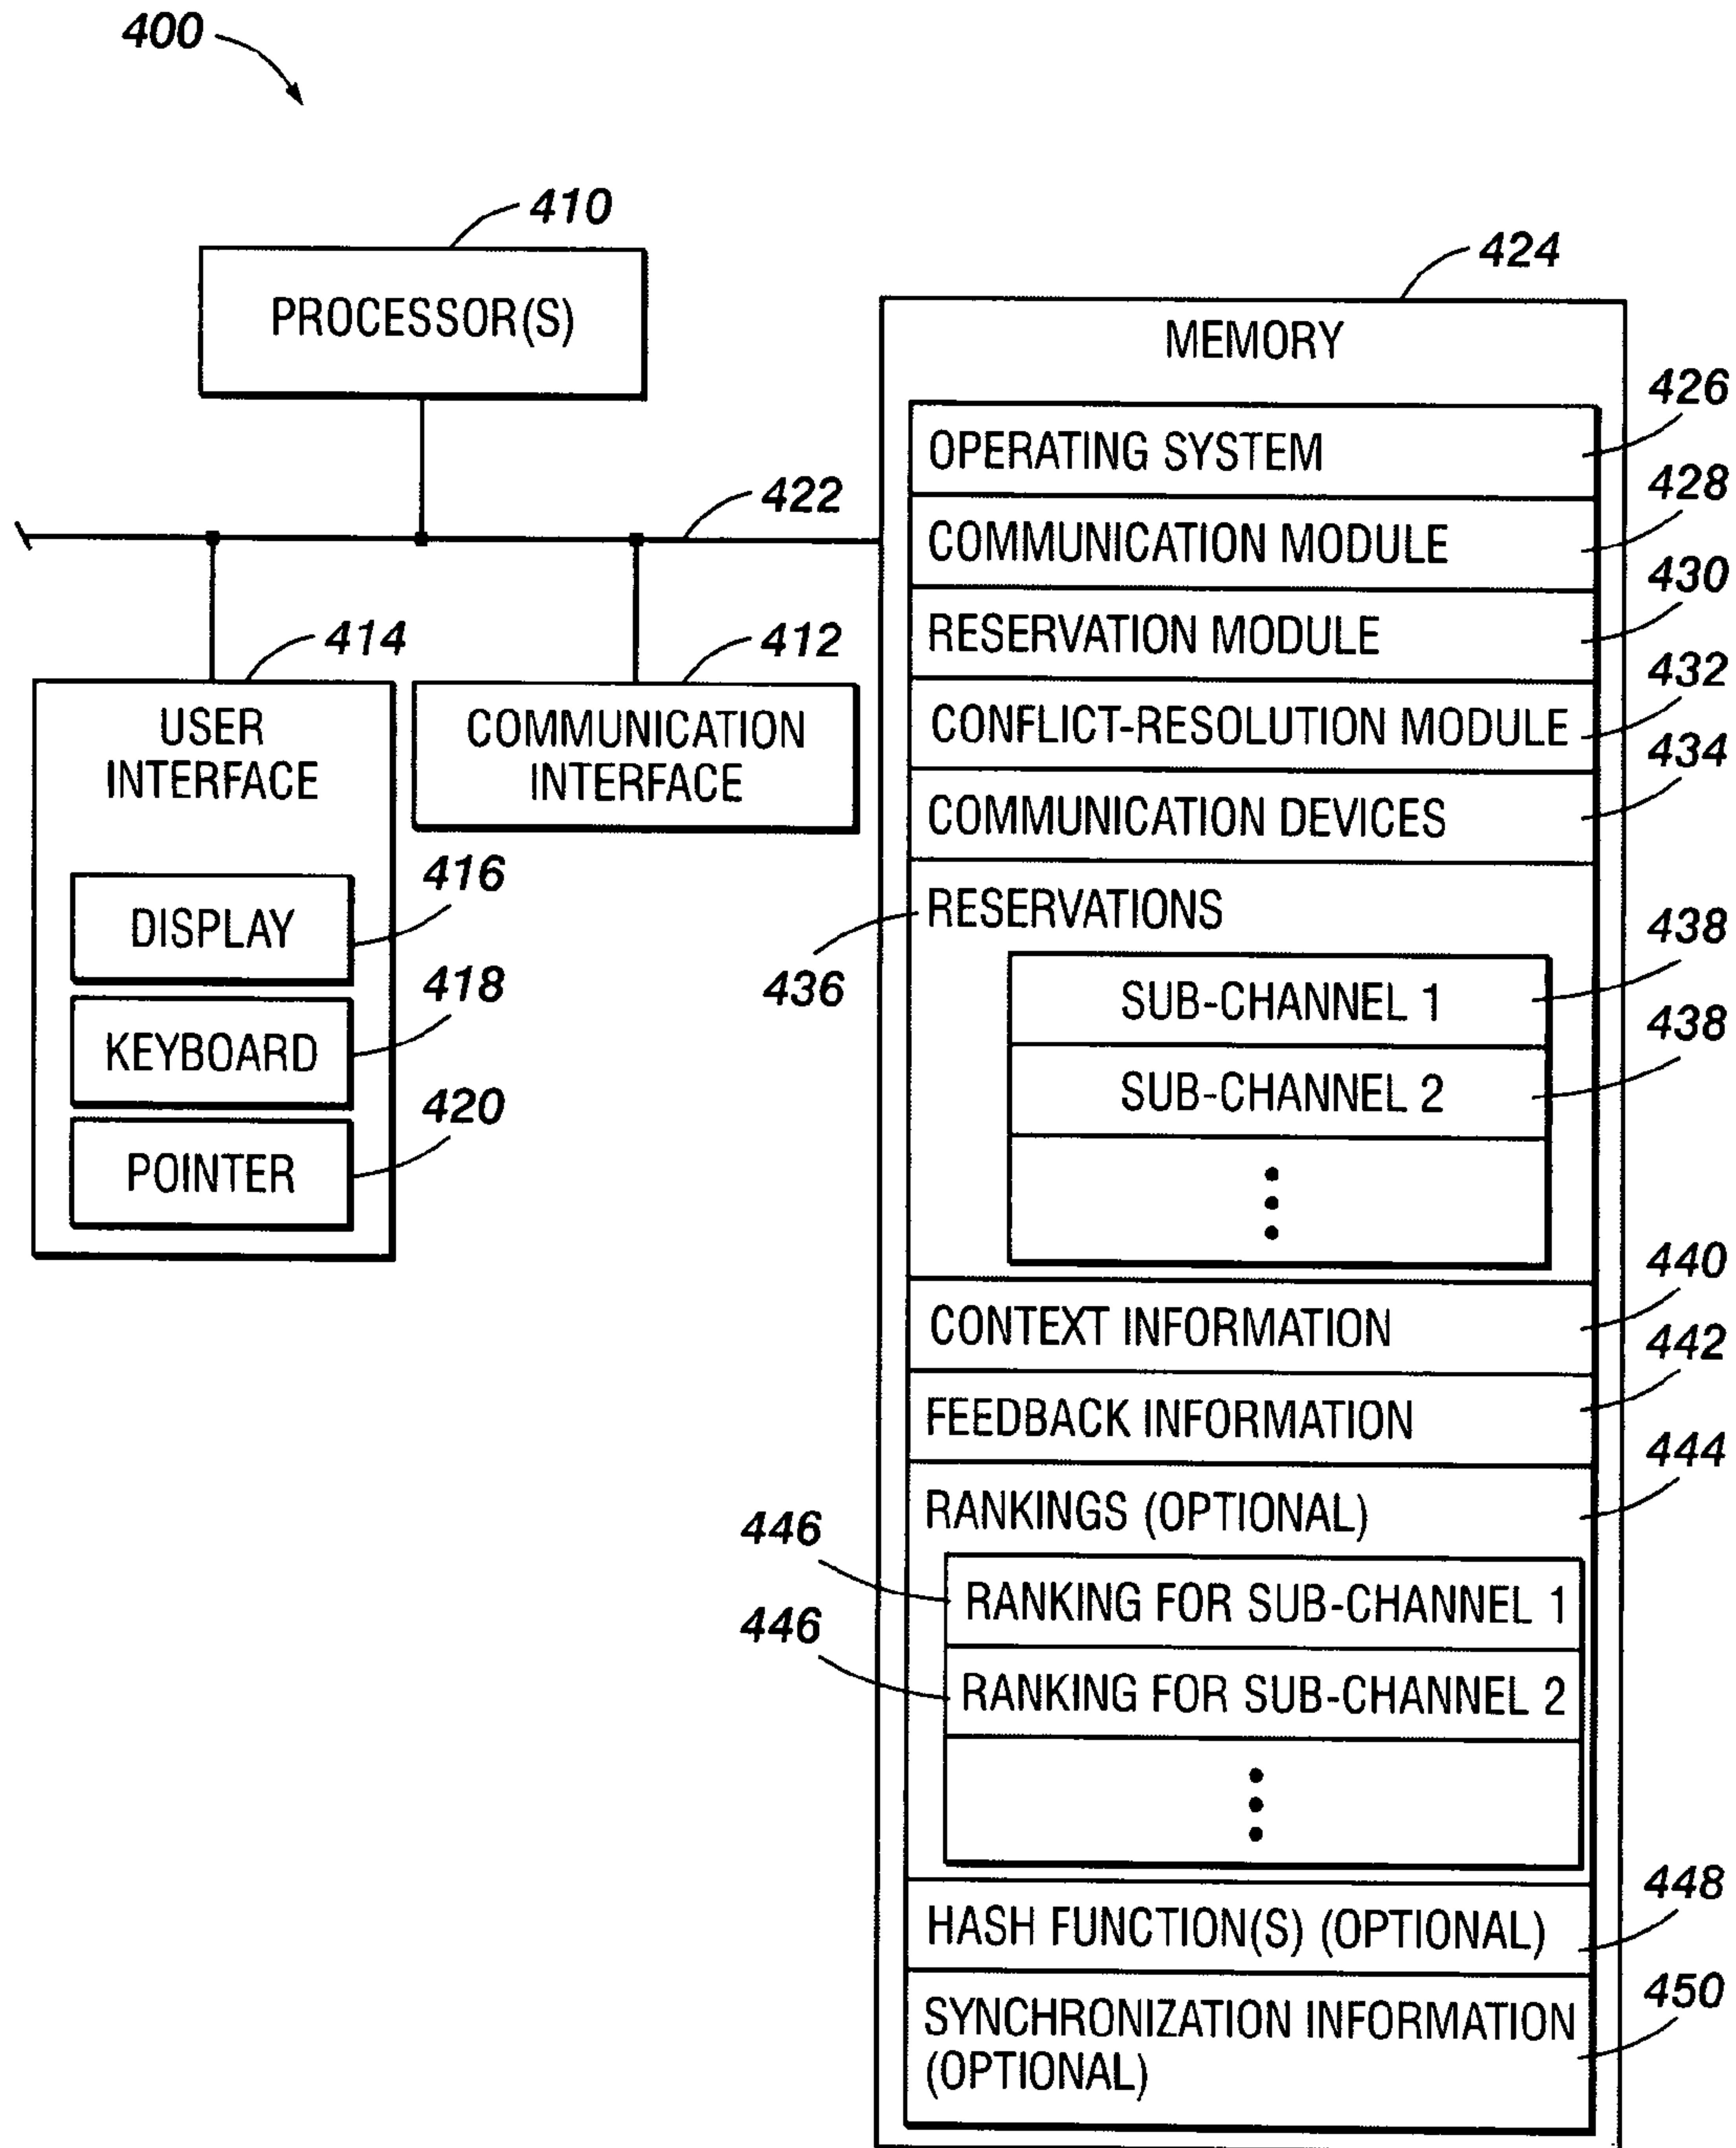 400
410
PROCESSOR(S)
422
414
USER
INTERFACE
412
COMMUNICATION
INTERFACE
416
DISPLAY
418
KEYBOARD
420
POINTER
424
MEMORY
426
OPERATING SYSTEM
428
COMMUNICATION MODULE
430
RESERVATION MODULE
432
CONFLICT-RESOLUTION MODULE
434
COMMUNICATION DEVICES
RESERVATIONS
436
438
SUB-CHANNEL 1
438
SUB-CHANNEL 2
440
CONTEXT INFORMATION
442
FEEDBACK INFORMATION
444
RANKINGS (OPTIONAL)
446
RANKING FOR SUB-CHANNEL 1
446
RANKING FOR SUB-CHANNEL 2
448
HASH FUNCTION(S) (OPTIONAL)
450
SYNCHRONIZATION INFORMATION
(OPTIONAL)